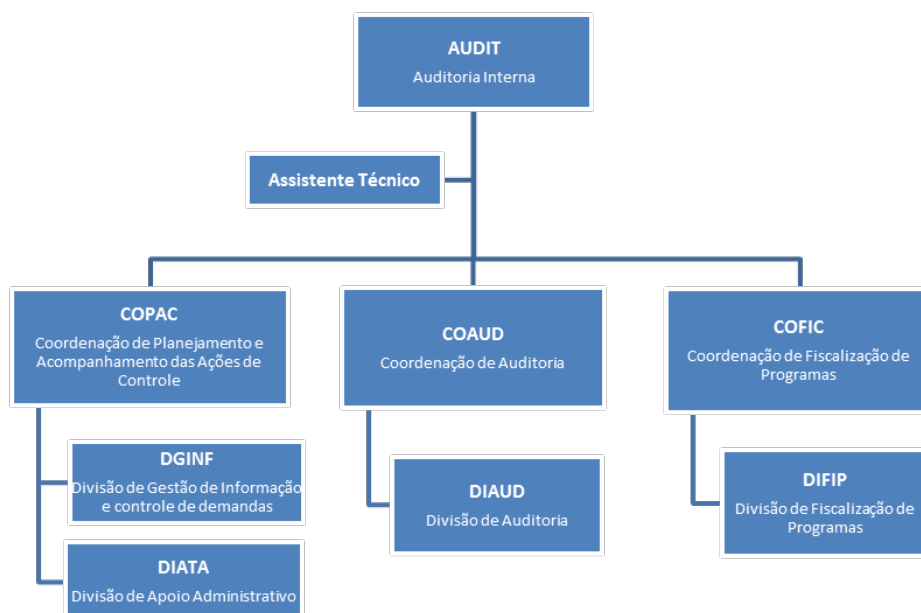 AUDIT
Auditoria Interna
Assistente Técnico
COPAC
Coordenação de Planejamento e
Acompanhamento das Ações de
Controle
COAUD
Coordenação de Auditoria
COFIC
Coordenação de Fiscalização de
Programas
DGINF
Divisão de Gestão de Informação
e controle de demandas
DIATA
Divisão de Apoio Administrativo
DIAUD
Divisão de Auditoria
DIFIP
Divisão de Fiscalização de
Programas